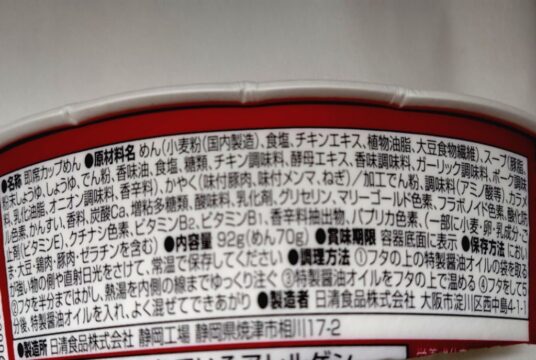 ●名称 即席カップめん ●原材料名 めん(小麦粉(国内製造)、食塩、チキンエキス、植物油脂、大豆食物繊維)、スープ(豚脂、
粉末しょうゆ、しょうゆ、でん粉、香味油、食塩、糖類、チキン調味料、酵母エキス、香味調味料、ガーリック調味料、ポーク調味
料、乳化油脂、オニオン調味料、香辛料)、かやく(味付豚肉、味付メンマ、ねぎ)/加工でん粉、調味料(アミノ酸等)、カラメ
ル色素、かんすい、香料、炭酸Ca、増粘多糖類、酸味料、乳化剤、グリセリン、マリーゴールド色素、フラボノイド色素、酸化防
止剤(ビタミンE)、クチナシ色素、ビタミンB2、ビタミンB1、香辛料抽出物、パプリカ色素、(一部に小麦・卵・乳成分・ご
ま・大豆・鶏肉・豚肉・ゼラチンを含む) ●内容量 92g(めん70g) ●賞味期限 容器底面に表示 ●保存方法 におい
が強い物の側や直射日光をさけて、常温で保存してください ●調理方法 ①フタの上の特製醤油オイルの袋を取る
②フタを半分まではがし、熱湯を内側の線までゆっくり注ぐ ③特製醤油オイルをフタの上で温める ④フタをして5
分後、特製醤油オイルを入れ、よく混ぜてできあがり ●製造者 日清食品株式会社 大阪市淀川区西中島4-1-1
●製造所 日清食品株式会社 静岡工場 静岡県焼津市相川17-2